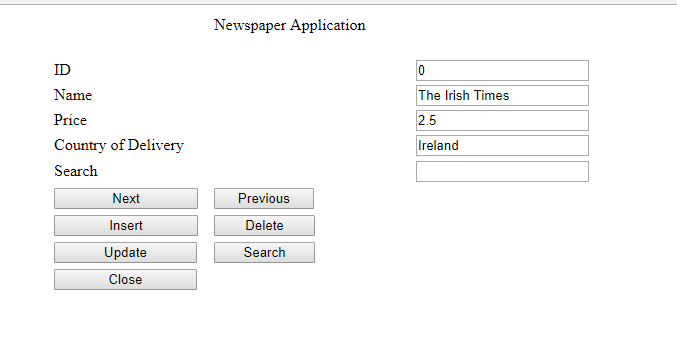 Newspaper Application
ID 0
Name The Irish Times
Price 2.5
Country of Delivery Ireland
Search
Next Previous
Insert Delete
Update Search
Close